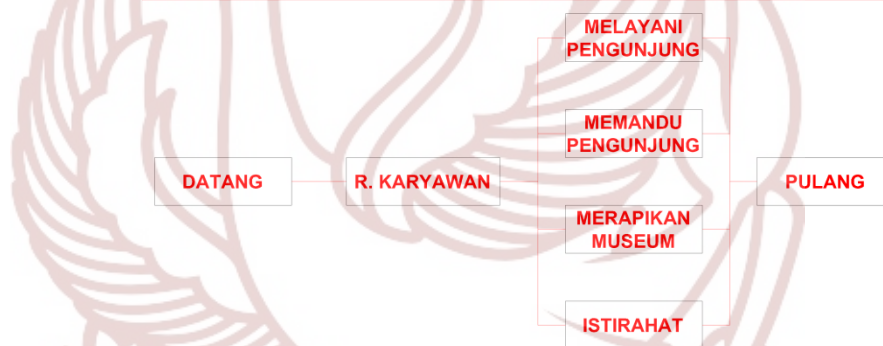 MELAYANI
PENGUNJUNG
MEMANDU
PENGUNJUNG
DATANG
R. KARYAWAN
PULANG
MERAPIKAN
MUSEUM
ISTIRAHAT